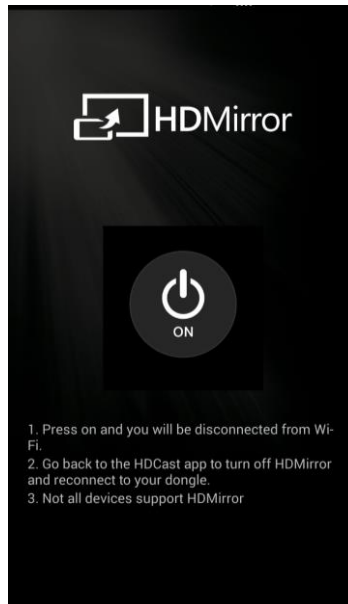 HDMirror
ON
1. Press on and you will be disconnected from Wi-
Fi.
2. Go back to the HDCast app to turn off HDMirror
and reconnect to your dongle.
3. Not all devices support HDMirror